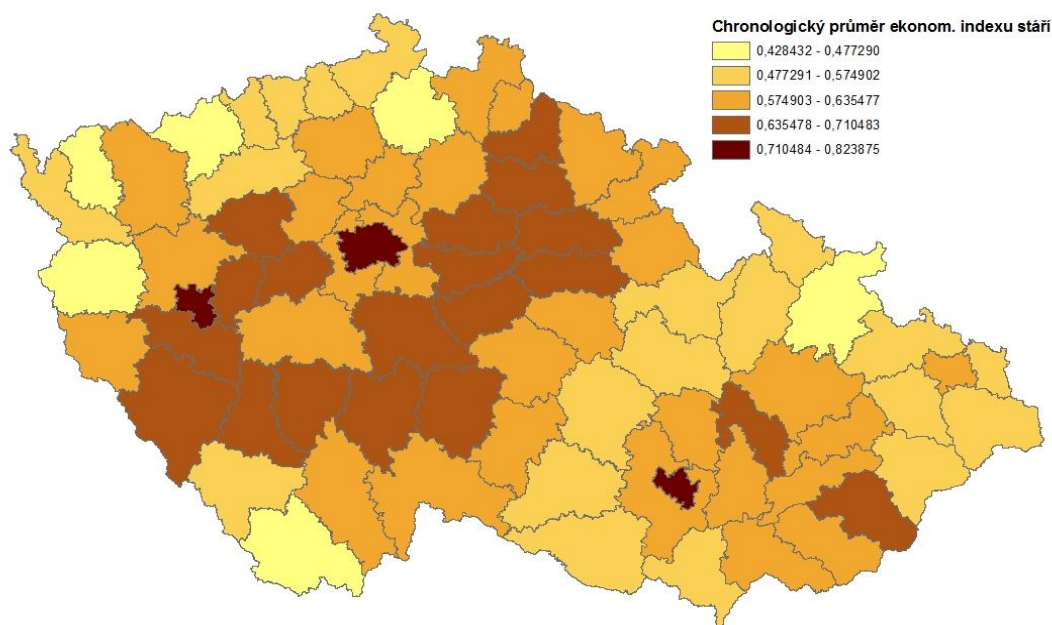 Chronologický průměr ekonom. indexu stáří
0,428432 - 0,477290
0,477291 - 0,574902
0,574903 - 0,635477
0,635478 - 0,710483
0,710484 - 0,823875